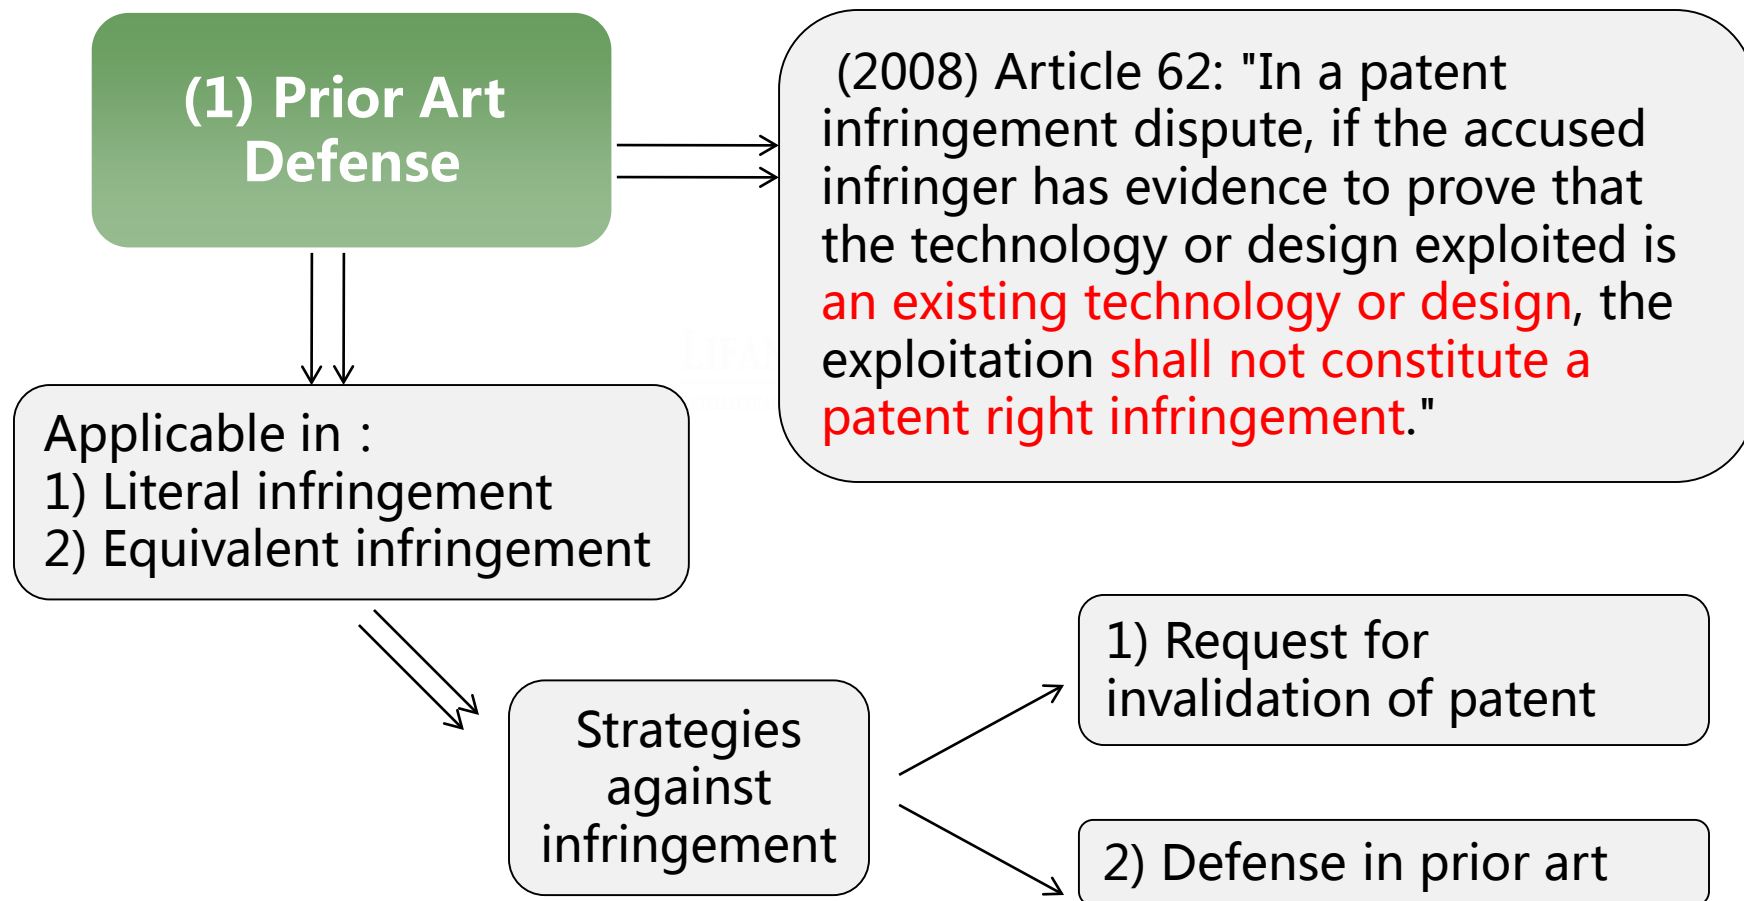 (1) Prior Art
Defense
(2008) Article 62: "In a patent
infringement dispute, if the accused
infringer has evidence to prove that
the technology or design exploited is
an existing technology or design, the
exploitation shall not constitute a
patent right infringement."
Applicable in :
1) Literal infringement
2) Equivalent infringement
Strategies
against
infringement
1) Request for
invalidation of patent
2) Defense in prior art